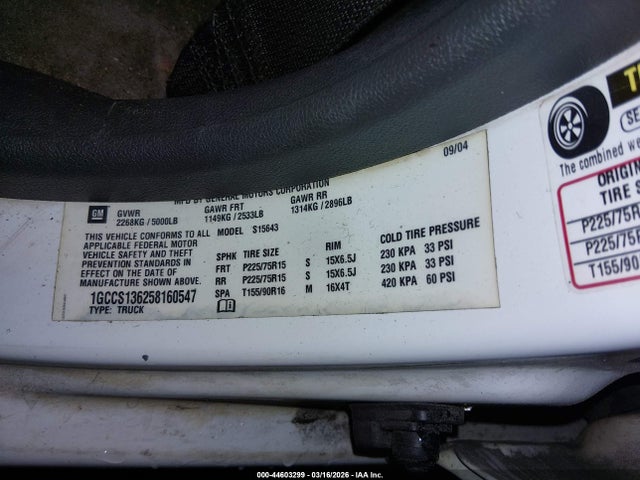 09/04
MFD BY GENERAL MOTORS CORPORATION
GM GVWR GAWR FRT GAWR RR
2268KG / 5000LB 1149KG / 2533LB 1314KG / 2896LB
THIS VEHICLE CONFORMS TO ALL MODEL S15643
APPLICABLE FEDERAL MOTOR
VEHICLE SAFETY AND THEFT
PREVENTION STANDARDS IN
EFFECT ON THE DATE OF
MANUFACTURE SHOWN ABOVE.
1GCCS136258160547
TYPE: TRUCK
SPHK TIRE SIZE RIM COLD TIRE PRESSURE
FRT P225/75R15 S 15X6.5J 230 KPA 33 PSI
RR P225/75R15 S 15X6.5J 230 KPA 33 PSI
SPA T155/90R16 M 16X4T 420 KPA 60 PSI
The combined we
ORIGIN
TIRE S
P225/75R
P225/75R
T155/90
000-44603299 - 03/16/2026 - IAA Inc.